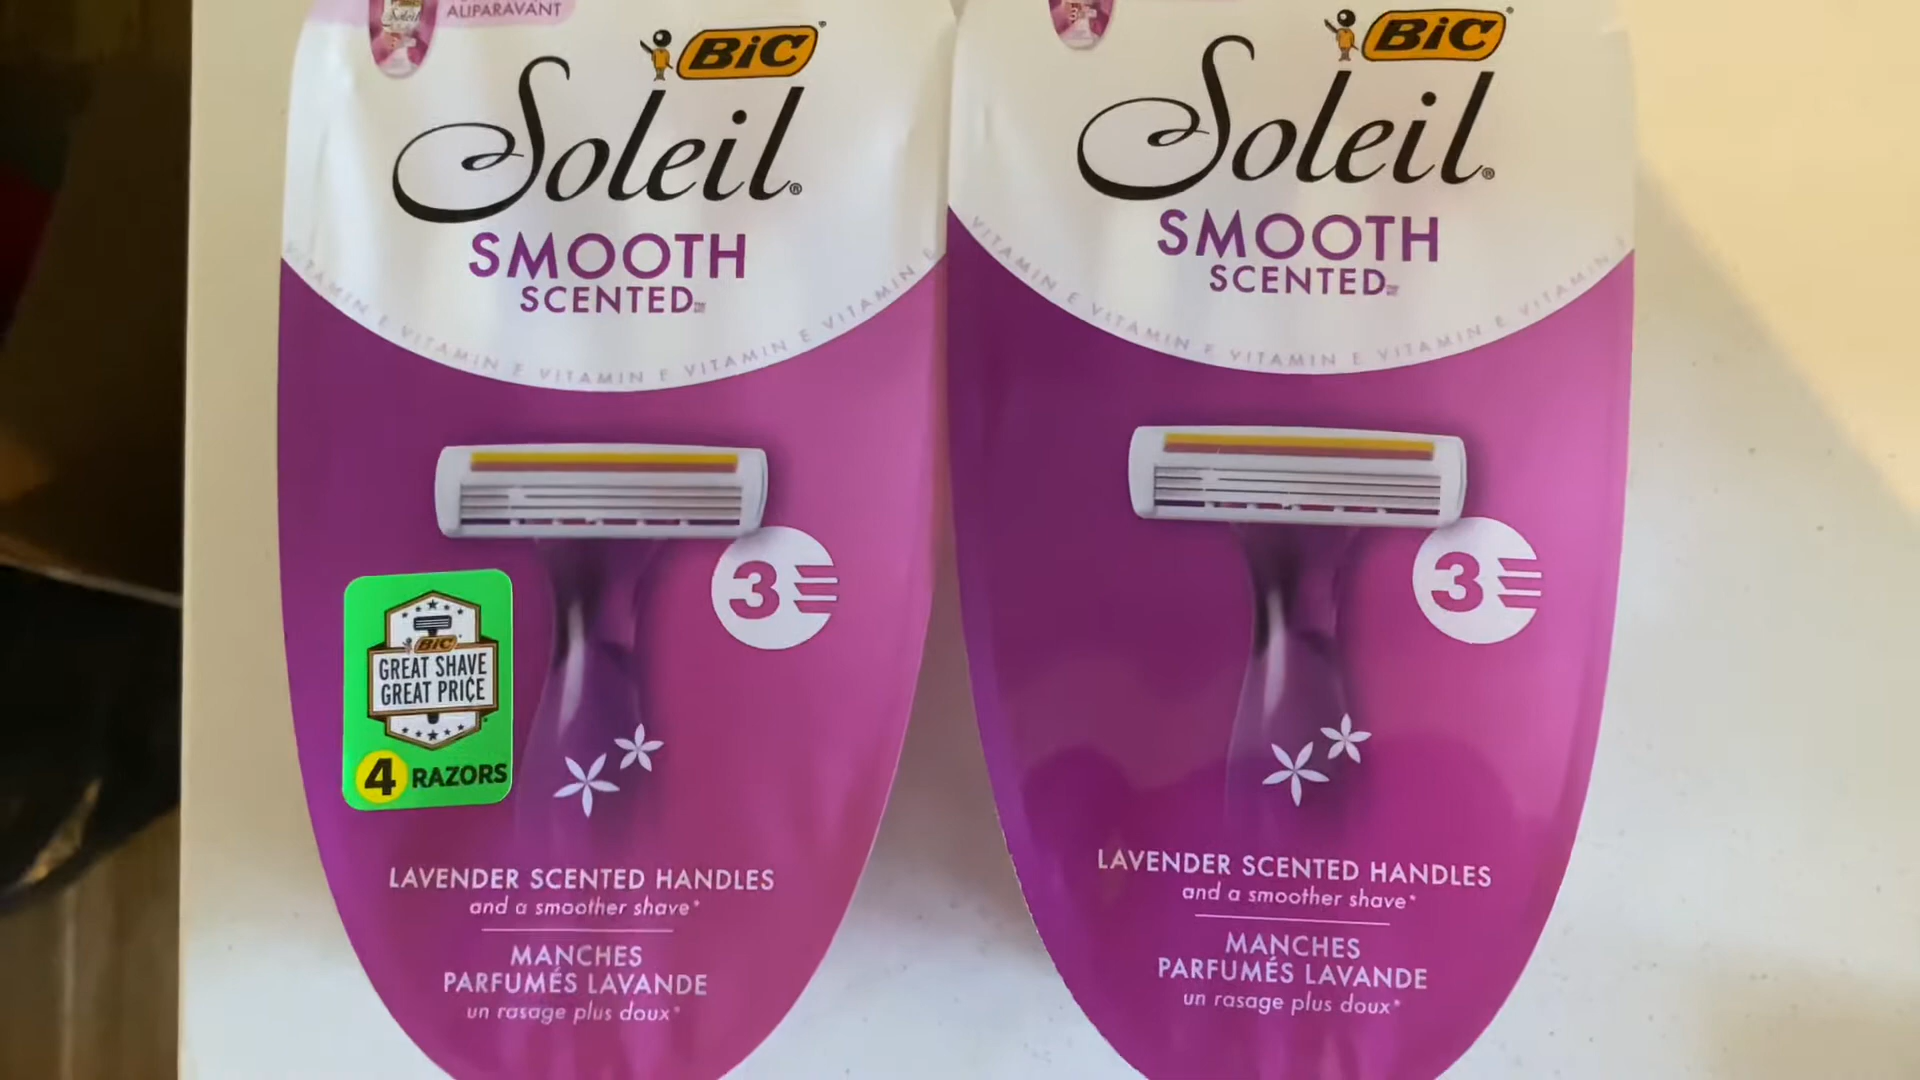 AUPARAVANT
BiC
Soleil®
SMOOTH
SCENTED
VITAMIN E VITAMIN E VITAMIN E VITAMIN E VITAMIN E
3
BiC
GREAT SHAVE
GREAT PRICE
4 RAZORS
LAVENDER SCENTED HANDLES
and a smoother shave*
MANCHES
PARFUMÉS LAVANDE
un rasage plus doux*
BiC
Soleil®
SMOOTH
SCENTED
VITAMIN E VITAMIN E VITAMIN E VITAMIN E VITAMIN
3
LAVENDER SCENTED HANDLES
and a smoother shave*
MANCHES
PARFUMÉS LAVANDE
un rasage plus doux*